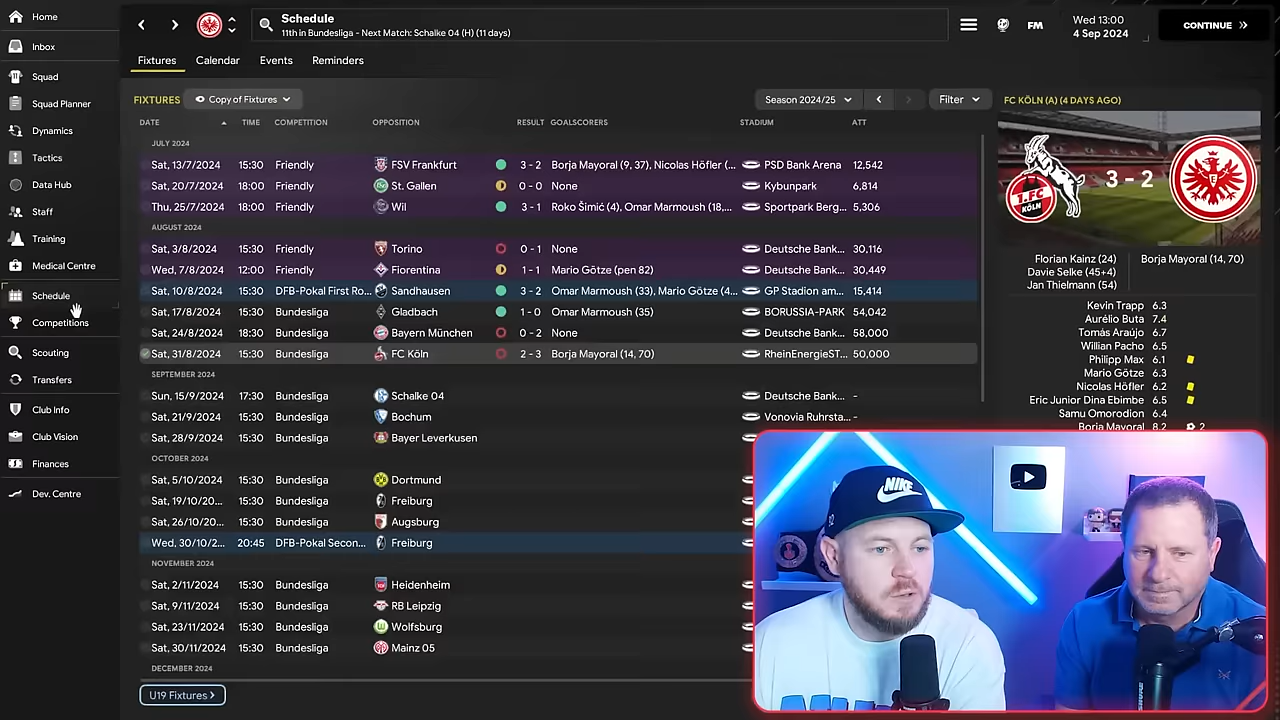 Home
Inbox
Squad
Squad Planner
Dynamics
Tactics
Data Hub
Staff
Training
Medical Centre
Schedule
Competitions
Scouting
Transfers
Club Info
Club Vision
Finances
Dev. Centre
Schedule
11th in Bundesliga - Next Match: Schalke 04 (H) (11 days)
FM
Wed 13:00
4 Sep 2024
CONTINUE
Fixtures Calendar Events Reminders
FIXTURES Copy of Fixtures Season 2024/25 Filter
DATE TIME COMPETITION OPPOSITION RESULT GOALSCORERS STADIUM ATT
JULY 2024
Sat, 13/7/2024 15:30 Friendly FSV Frankfurt 3 - 2 Borja Mayoral (9, 37), Nicolas Höfler (... PSD Bank Arena 12,542
Sat, 20/7/2024 18:00 Friendly St. Gallen 0 - 0 None Kybunpark 6,814
Thu, 25/7/2024 18:00 Friendly Wil 3 - 1 Roko Šimić (4), Omar Marmoush (18,... Sportpark Berg... 5,306
AUGUST 2024
Sat, 3/8/2024 15:30 Friendly Torino 0 - 1 None Deutsche Bank... 30,116
Wed, 7/8/2024 12:00 Friendly Fiorentina 1 - 1 Mario Götze (pen 82) Deutsche Bank... 30,449
Sat, 10/8/2024 15:30 DFB-Pokal First Ro... Sandhausen 3 - 2 Omar Marmoush (33), Mario Götze (4... GP Stadion am... 15,414
Sat, 17/8/2024 15:30 Bundesliga Gladbach 1 - 0 Omar Marmoush (35) BORUSSIA-PARK 54,042
Sat, 24/8/2024 18:30 Bundesliga Bayern München 0 - 2 None Deutsche Bank... 58,000
Sat, 31/8/2024 15:30 Bundesliga FC Köln 2 - 3 Borja Mayoral (14, 70) RheinEnergieST... 50,000
SEPTEMBER 2024
Sun, 15/9/2024 17:30 Bundesliga Schalke 04 Deutsche Bank... -
Sat, 21/9/2024 15:30 Bundesliga Bochum Vonovia Ruhrsta... -
Sat, 28/9/2024 15:30 Bundesliga Bayer Leverkusen
OCTOBER 2024
Sat, 5/10/2024 15:30 Bundesliga Dortmund
Sat, 19/10/20... 15:30 Bundesliga Freiburg
Sat, 26/10/20... 15:30 Bundesliga Augsburg
Wed, 30/10/2... 20:45 DFB-Pokal Secon... Freiburg
NOVEMBER 2024
Sat, 2/11/2024 15:30 Bundesliga Heidenheim
Sat, 9/11/2024 15:30 Bundesliga RB Leipzig
Sat, 23/11/2024 15:30 Bundesliga Wolfsburg
Sat, 30/11/2024 15:30 Bundesliga Mainz 05
DECEMBER 2024
U19 Fixtures >
FC KÖLN (A) (4 DAYS AGO)
1. FC
KÖLN
3 - 2
Florian Kainz (24) Borja Mayoral (14, 70)
Davie Selke (45+4)
Jan Thielmann (54)
Kevin Trapp 6.3
Aurélio Buta 7.4
Tomás Araújo 6.7
Willian Pacho 6.5
Philipp Max 6.1
Mario Götze 6.3
Nicolas Höfler 6.2
Eric Junior Dina Ebimbe 6.5
Samu Omorodion 6.4
Borja Mayoral 8.2 2
NIKE